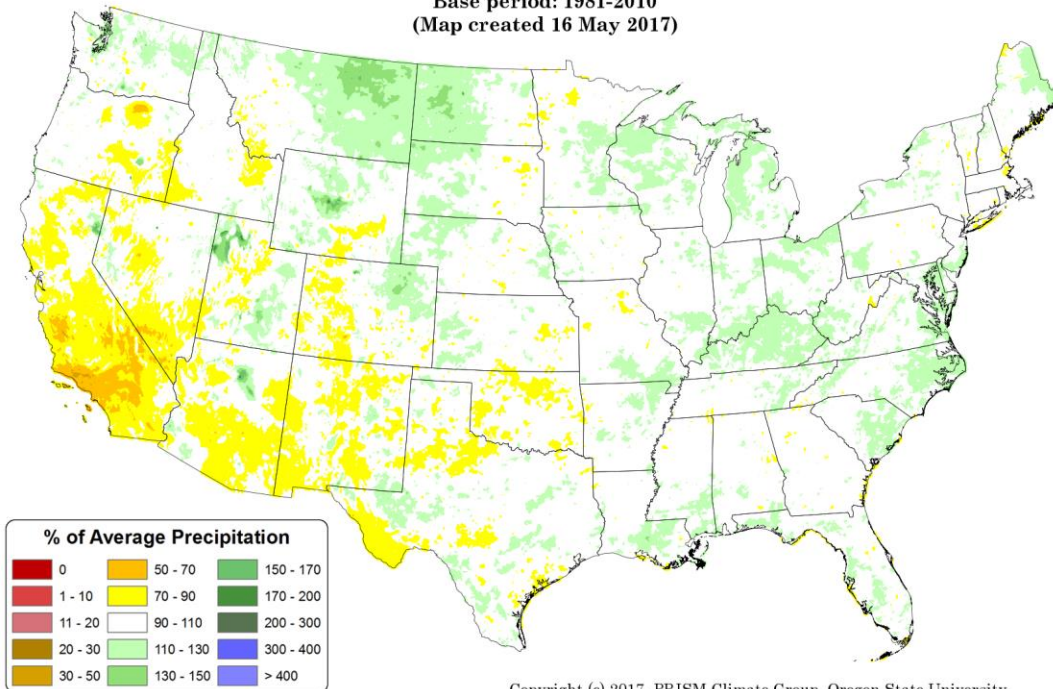 Base period: 1981-2010
(Map created 16 May 2017)
% of Average Precipitation
0
1 - 10
11 - 20
20 - 30
30 - 50
50 - 70
70 - 90
90 - 110
110 - 130
130 - 150
150 - 170
170 - 200
200 - 300
300 - 400
> 400
Copyright (c) 2017, PRISM Climate Group, Oregon State University